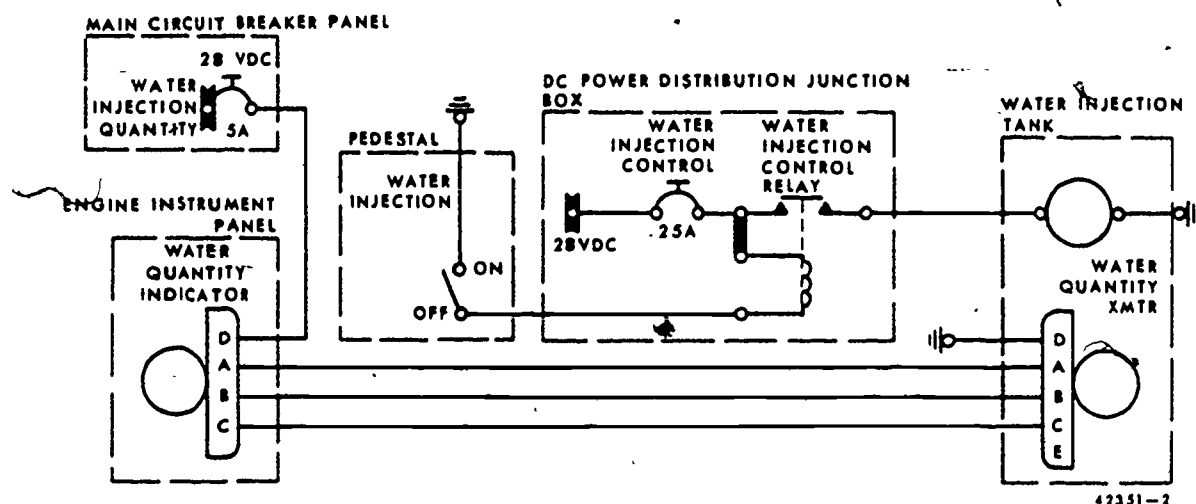 MAIN CIRCUIT BREAKER PANEL
28 VDC
WATER
INJECTION
QUANTITY
5A
ENGINE INSTRUMENT
PANEL
WATER
QUANTITY
INDICATOR
D
A
B
C
PEDESTAL
WATER
INJECTION
ON
OFF
DC POWER DISTRIBUTION JUNCTION
BOX
WATER
INJECTION
CONTROL
WATER
INJECTION
CONTROL
RELAY
28VDC
25A
WATER INJECTION
TANK
WATER
QUANTITY
XMTR
D
A
B
C
E
42351—2